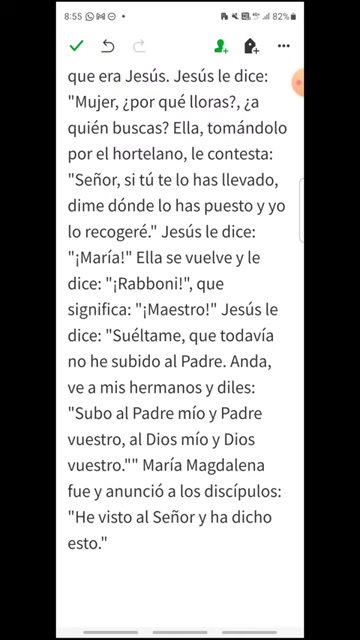 8:55
82%
que era Jesús. Jesús le dice:
"Mujer, ¿por qué lloras?, ¿a
quién buscas? Ella, tomándolo
por el hortelano, le contesta:
"Señor, si tú te lo has llevado,
dime dónde lo has puesto y yo
lo recogeré." Jesús le dice:
"¡María!" Ella se vuelve y le
dice: "¡Rabboni!", que
significa: "¡Maestro!" Jesús le
dice: "Suéltame, que todavía
no he subido al Padre. Anda,
ve a mis hermanos y diles:
"Subo al Padre mío y Padre
vuestro, al Dios mío y Dios
vuestro."" María Magdalena
fue y anunció a los discípulos:
"He visto al Señor y ha dicho
esto."